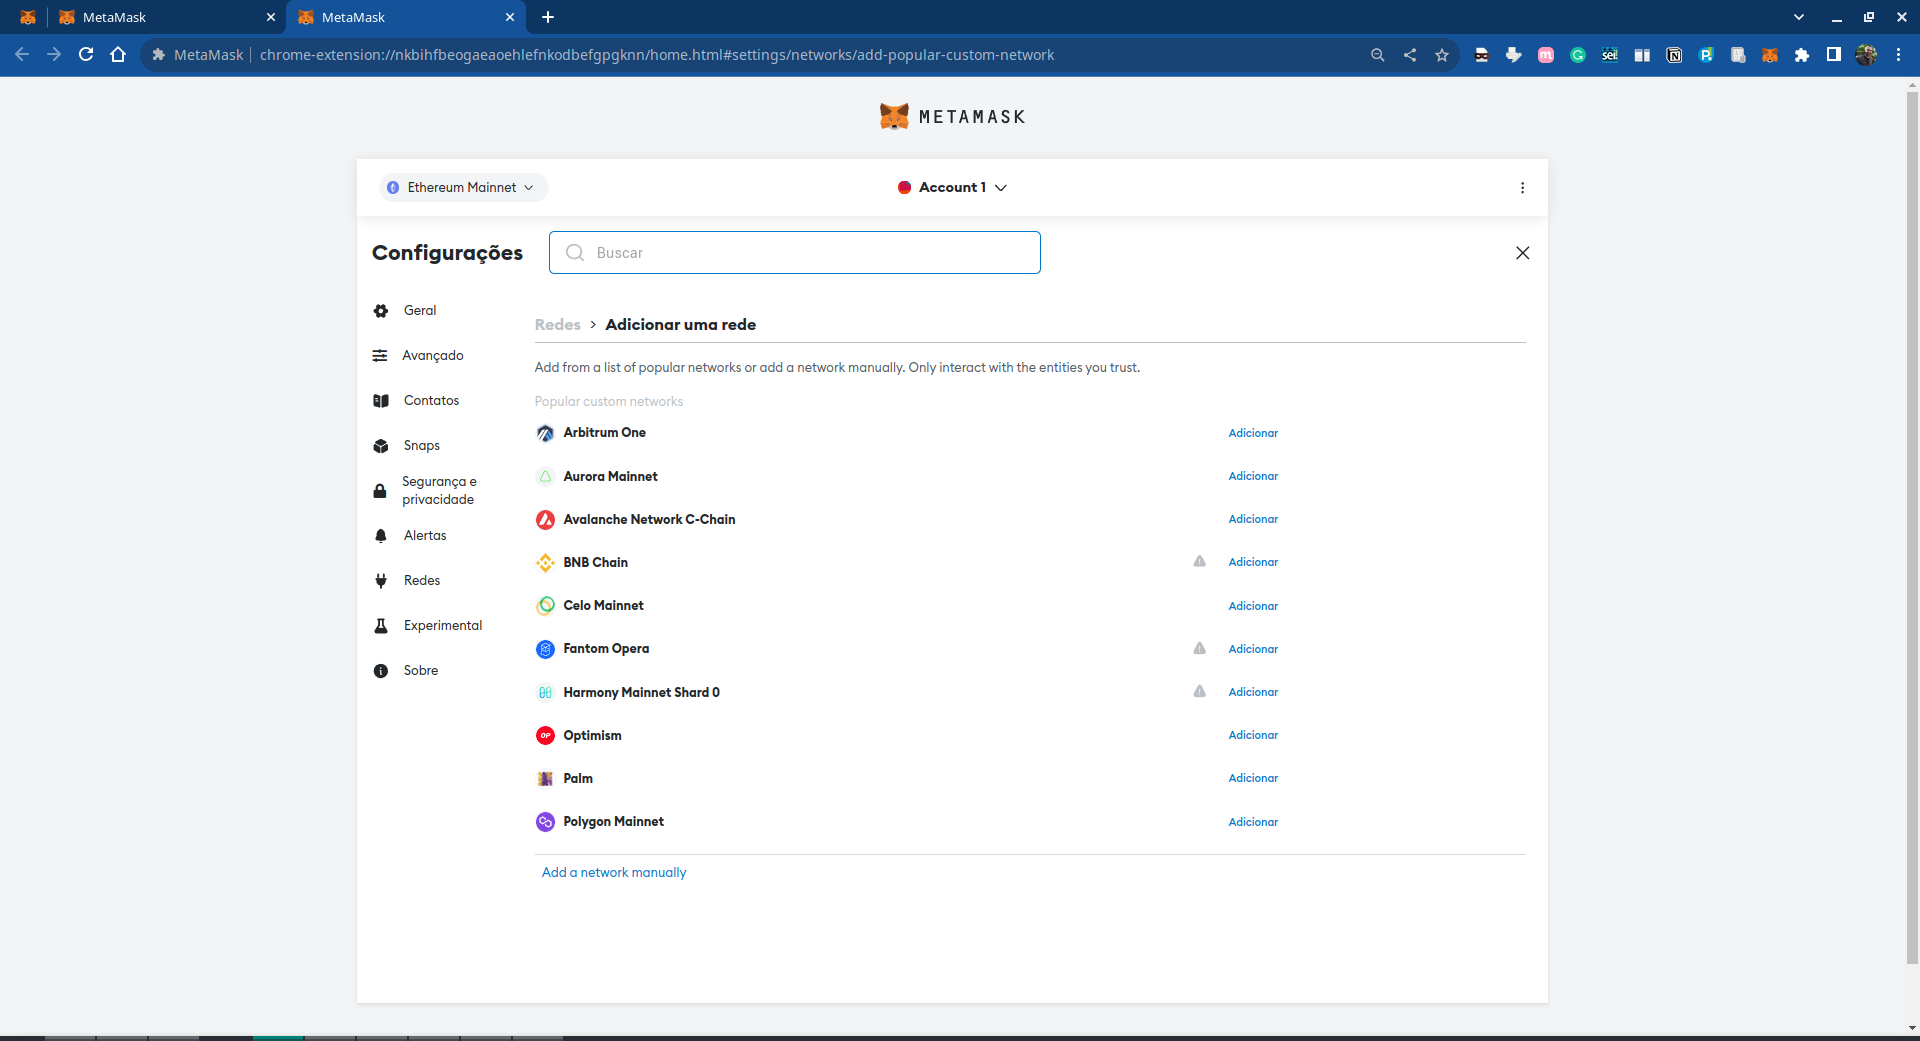 MetaMask
MetaMask
MetaMask
chrome-extension://nkbihfbeogaeaoehlefnkodbefgpgknn/home.html#settings/networks/add-popular-custom-network
METAMASK
Ethereum Mainnet
Account 1
Configurações
Buscar
Geral
Avançado
Contatos
Snaps
Segurança e
privacidade
Alertas
Redes
Experimental
Sobre
Redes > Adicionar uma rede
Add from a list of popular networks or add a network manually. Only interact with the entities you trust.
Popular custom networks
Arbitrum One Adicionar
Aurora Mainnet Adicionar
Avalanche Network C-Chain Adicionar
BNB Chain Adicionar
Celo Mainnet Adicionar
Fantom Opera Adicionar
Harmony Mainnet Shard 0 Adicionar
OP Optimism Adicionar
Palm Adicionar
Polygon Mainnet Adicionar
Add a network manually